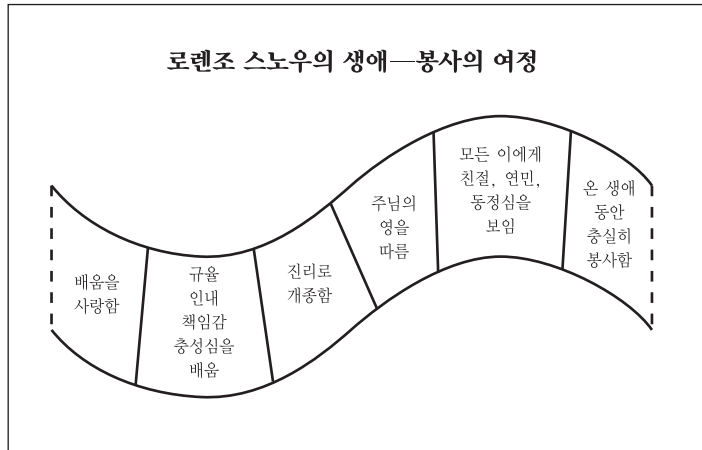 로렌조 스노우의 생애—봉사의 여정
배움을
사랑함
규율
인내
책임감
충성심을
배움
진리로
개종함
주님의
영을
따름
모든 이에게
친절, 연민,
동정심을
보임
온 생애
동안
충실히
봉사함